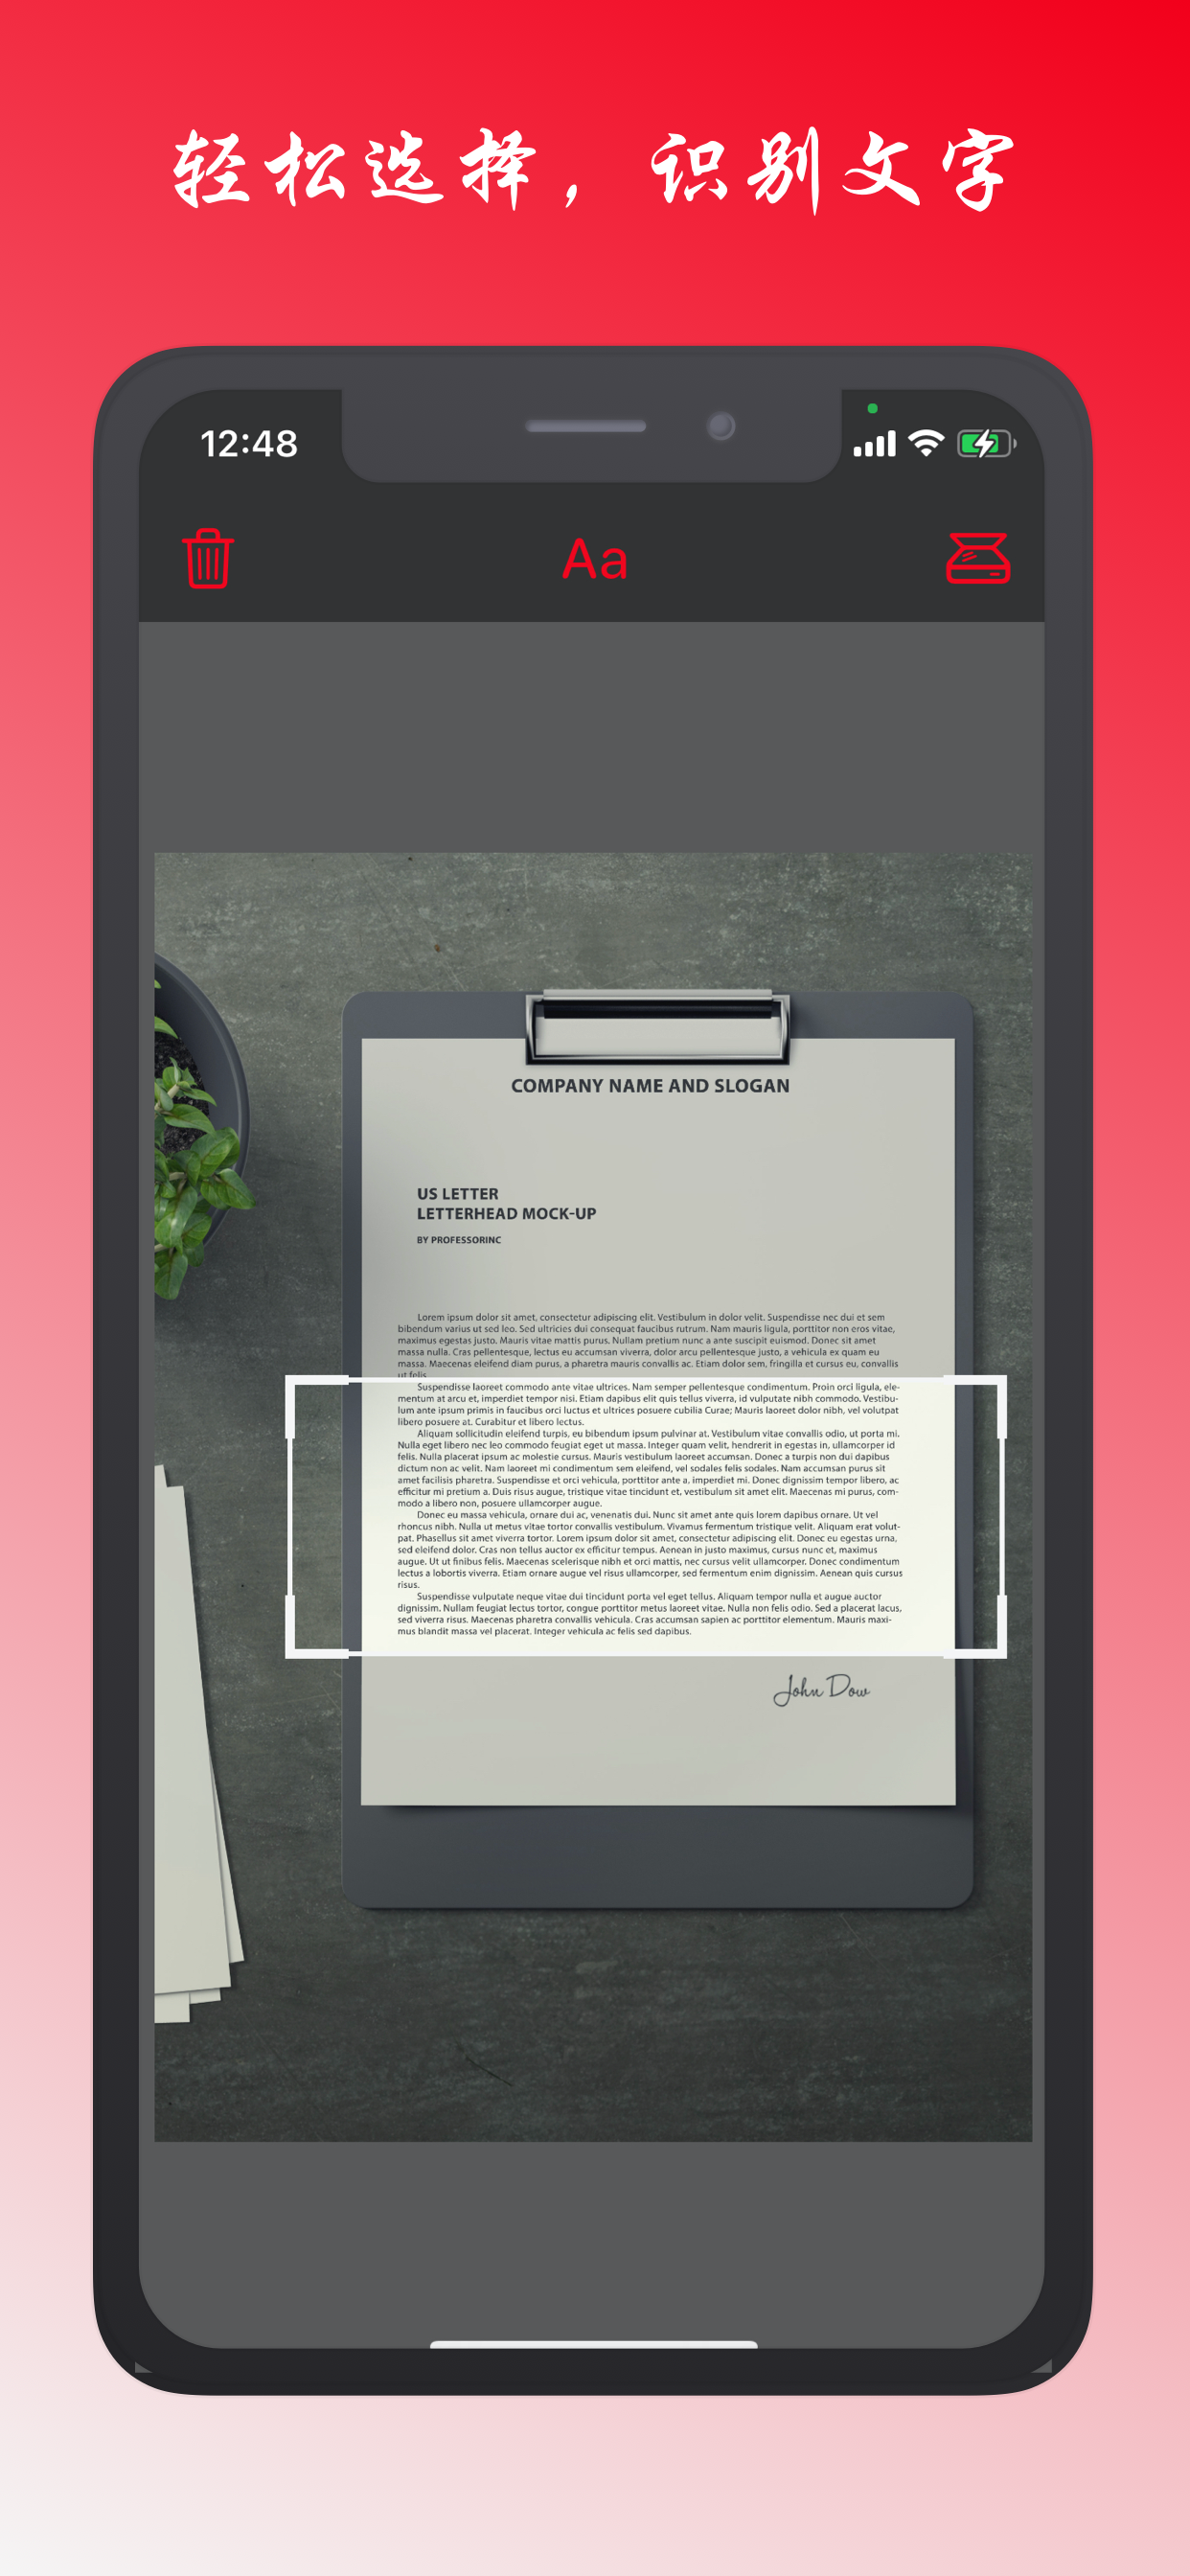 轻松选择，识别文字
12:48
Aa
COMPANY NAME AND SLOGAN
US LETTER
LETTERHEAD MOCK-UP
BY PROFESSORINC
Lorem ipsum dolor sit amet, consectetur adipiscing elit. Vestibulum in dolor velit. Suspendisse nec dui et sem
bibendum varius ut sed leo. Sed ultricies dui consequat faucibus rutrum. Nam mauris ligula, porttitor non eros vitae,
maximus egestas justo. Mauris vitae mattis purus. Nullam pretium nunc a ante suscipit euismod. Donec sit amet
massa nulla. Cras pellentesque, lectus eu accumsan viverra, dolor arcu pellentesque justo, a vehicula ex quam eu
massa. Maecenas eleifend diam purus, a pharetra mauris convallis ac. Etiam dolor sem, fringilla et cursus eu, convallis
ut felis.
Suspendisse laoreet commodo ante vitae ultrices. Nam semper pellentesque condimentum. Proin orci ligula, ele-
mentum at arcu et, imperdiet tempor nisi. Etiam dapibus elit quis tellus viverra, id vulputate nibh commodo. Vestibu-
lum ante ipsum primis in faucibus orci luctus et ultrices posuere cubilia Curae; Mauris laoreet dolor nibh, vel volutpat
libero posuere at. Curabitur et libero lectus.
Aliquam sollicitudin eleifend turpis, eu bibendum ipsum pulvinar at. Vestibulum vitae convallis odio, ut porta mi.
Nulla eget libero nec leo commodo feugiat eget ut massa. Integer quam velit, hendrerit in egestas in, ullamcorper id
felis. Nulla placerat ipsum ac molestie cursus. Mauris vestibulum laoreet accumsan. Donec a turpis non dui dapibus
dictum non ac velit. Nam laoreet mi condimentum sem eleifend, vel sodales felis sodales. Nam accumsan purus sit
amet facilisis pharetra. Suspendisse et orci vehicula, porttitor ante a, imperdiet mi. Donec dignissim tempor libero, ac
efficitur mi pretium a. Duis risus augue, tristique vitae tincidunt et, vestibulum sit amet elit. Maecenas mi purus, com-
modo a libero non, posuere ullamcorper augue.
Donec eu massa vehicula, ornare dui ac, venenatis dui. Nunc sit amet ante quis lorem dapibus ornare. Ut vel
rhoncus nibh. Nulla ut metus vitae tortor convallis vestibulum. Vivamus fermentum tristique velit. Aliquam erat volut-
pat. Phasellus sit amet viverra tortor. Lorem ipsum dolor sit amet, consectetur adipiscing elit. Donec eu egestas urna,
sed eleifend dolor. Cras non tellus auctor ex efficitur tempus. Aenean in justo maximus, cursus nunc et, maximus
augue. Ut ut finibus felis. Maecenas scelerisque nibh et orci mattis, nec cursus velit ullamcorper. Donec condimentum
lectus a lobortis viverra. Etiam ornare augue vel risus ullamcorper, sed fermentum enim dignissim. Aenean quis cursus
risus.
Suspendisse vulputate neque vitae dui tincidunt porta vel eget tellus. Aliquam tempor nulla et augue auctor
dignissim. Nullam feugiat lectus tortor, congue porttitor metus laoreet vitae. Nulla non felis odio. Sed a placerat lacus,
sed viverra risus. Maecenas pharetra convallis vehicula. Cras accumsan sapien ac porttitor elementum. Mauris maxi-
mus blandit massa vel placerat. Integer vehicula ac felis sed dapibus.
John Dow